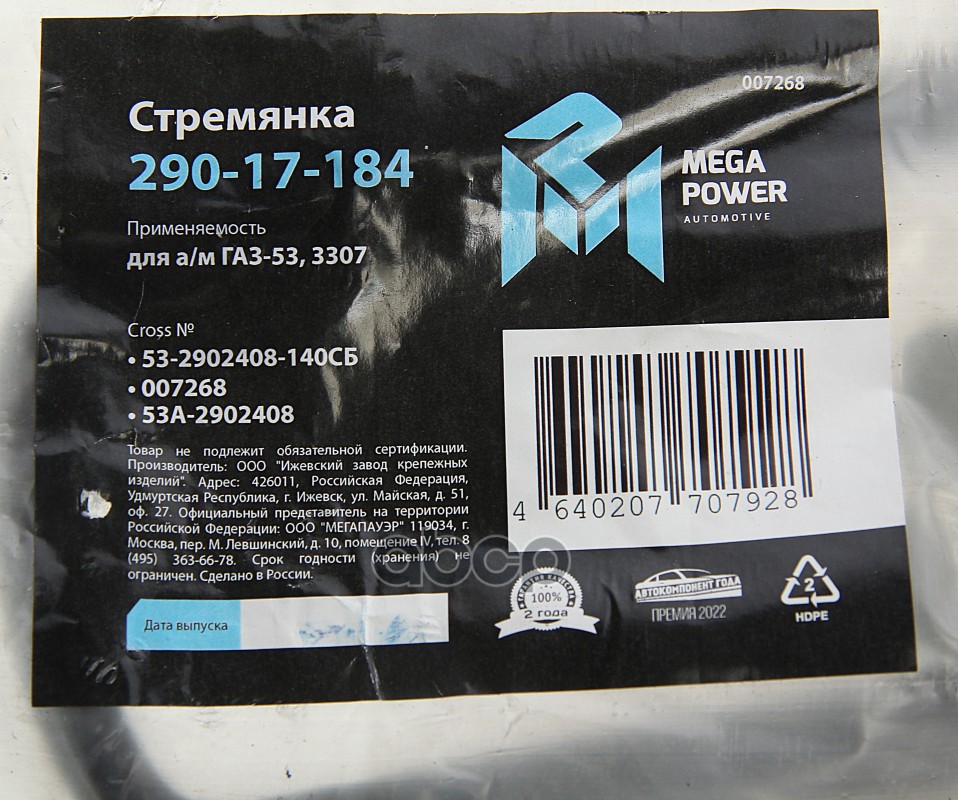 007268
Стремянка
290-17-184
MEGA
POWER
AUTOMOTIVE
Применяемость
для а/м ГАЗ-53, 3307
Cross №
• 53-2902408-140СБ
• 007268
• 53А-2902408
Товар не подлежит обязательной сертификации.
Производитель: ООО "Ижевский завод крепежных
изделий". Адрес: 426011, Российская Федерация,
Удмуртская Республика, г. Ижевск, ул. Майская, д. 51,
оф. 27. Официальный представитель на территории
Российской Федерации: ООО "МЕГАПАУЭР" 119034, г.
Москва, пер. М. Левшинский, д. 10, помещение IV, тел. 8
(495) 363-66-78. Срок годности (хранения) не
ограничен. Сделано в России.
4 640207 707928
Дата выпуска
ГАРАНТИЯ КАЧЕСТВА
100%
2 года
АВТОКОМПОНЕНТ ГОДА
ПРЕМИЯ 2022
2
HDPE